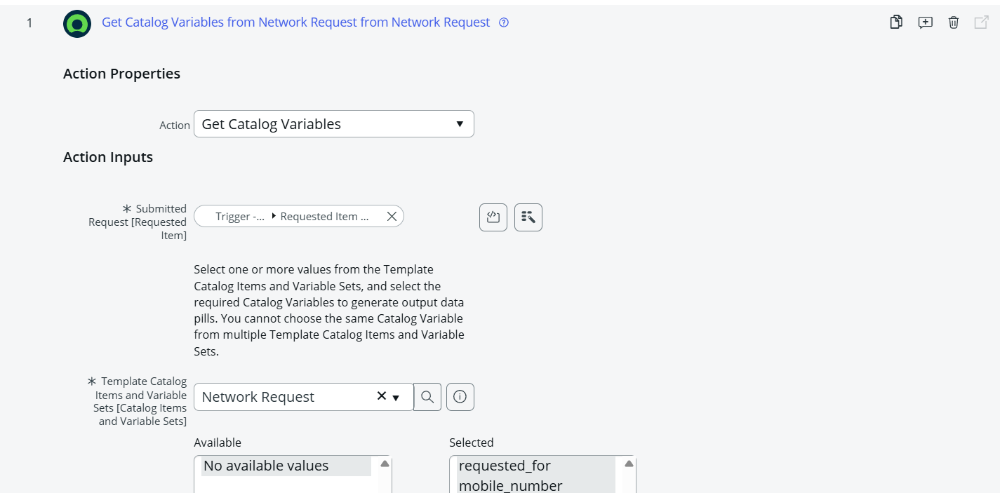 1 Get Catalog Variables from Network Request from Network Request
Action Properties
Action Get Catalog Variables
Action Inputs
Submitted
Request [Requested
Item]
Trigger -... Requested Item ...
Select one or more values from the Template
Catalog Items and Variable Sets, and select the
required Catalog Variables to generate output data
pills. You cannot choose the same Catalog Variable
from multiple Template Catalog Items and Variable
Sets.
Template Catalog
Items and Variable
Sets [Catalog Items
and Variable Sets]
Network Request
Available
No available values
Selected
requested_for
mobile_number